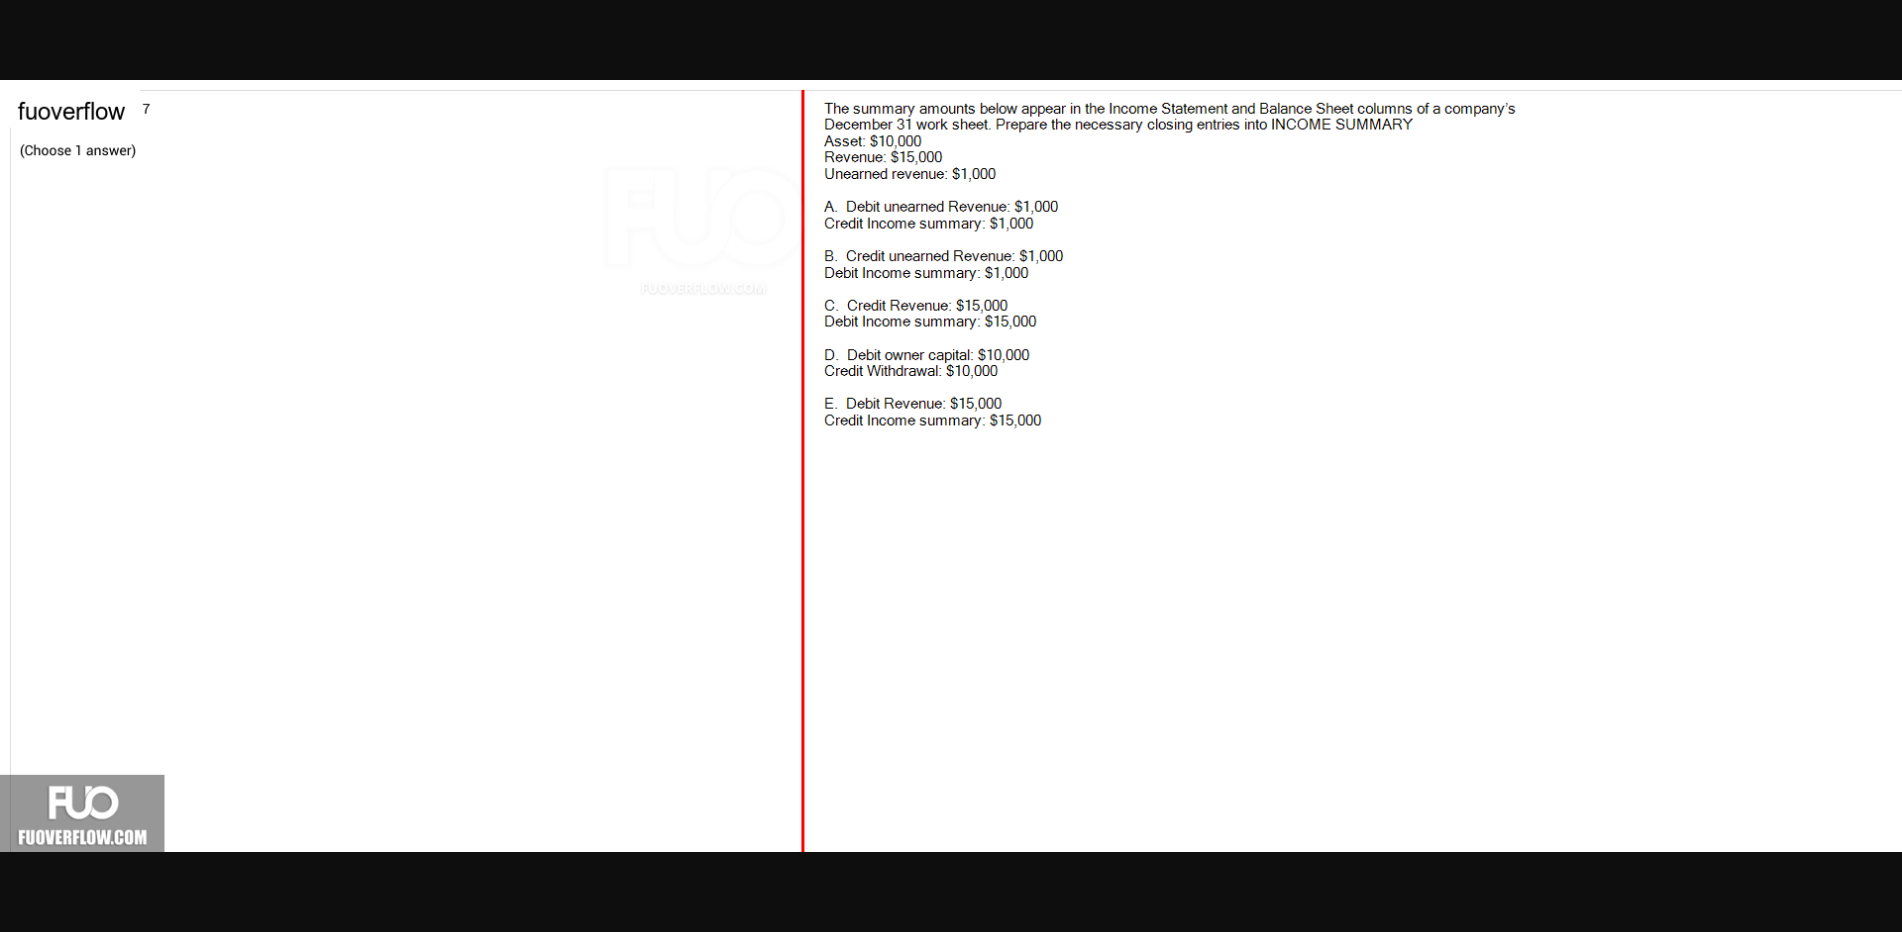 fuoverflow 7
(Choose 1 answer)
FUO
FUOVERFLOW.COM
The summary amounts below appear in the Income Statement and Balance Sheet columns of a company's
December 31 work sheet. Prepare the necessary closing entries into INCOME SUMMARY
Asset: $10,000
Revenue: $15,000
Unearned revenue: $1,000
A. Debit unearned Revenue: $1,000
Credit Income summary: $1,000
B. Credit unearned Revenue: $1,000
Debit Income summary: $1,000
C. Credit Revenue: $15,000
Debit Income summary: $15,000
D. Debit owner capital: $10,000
Credit Withdrawal: $10,000
E. Debit Revenue: $15,000
Credit Income summary: $15,000
FUO
FUOVERFLOW.COM